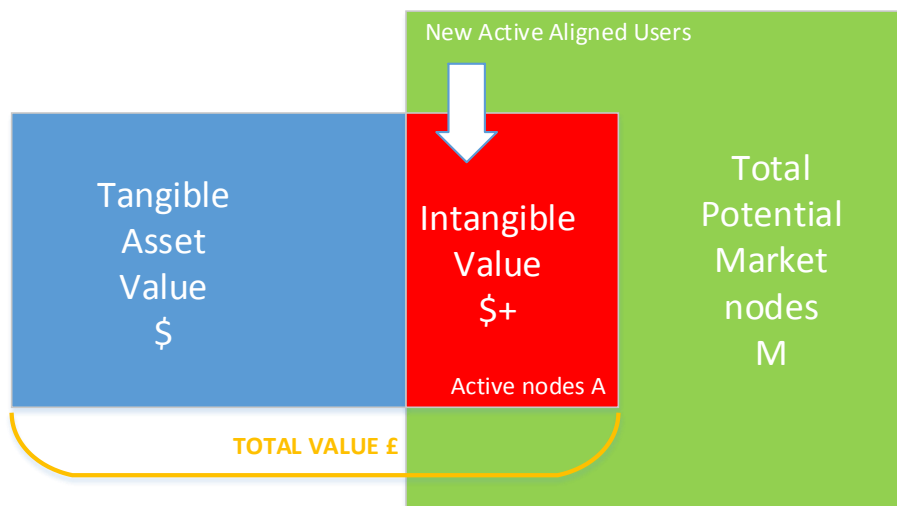 New Active Aligned Users
Tangible
Asset
Value
$
Intangible
Value
$+
Active nodes A
Total
Potential
Market
nodes
M
TOTAL VALUE £